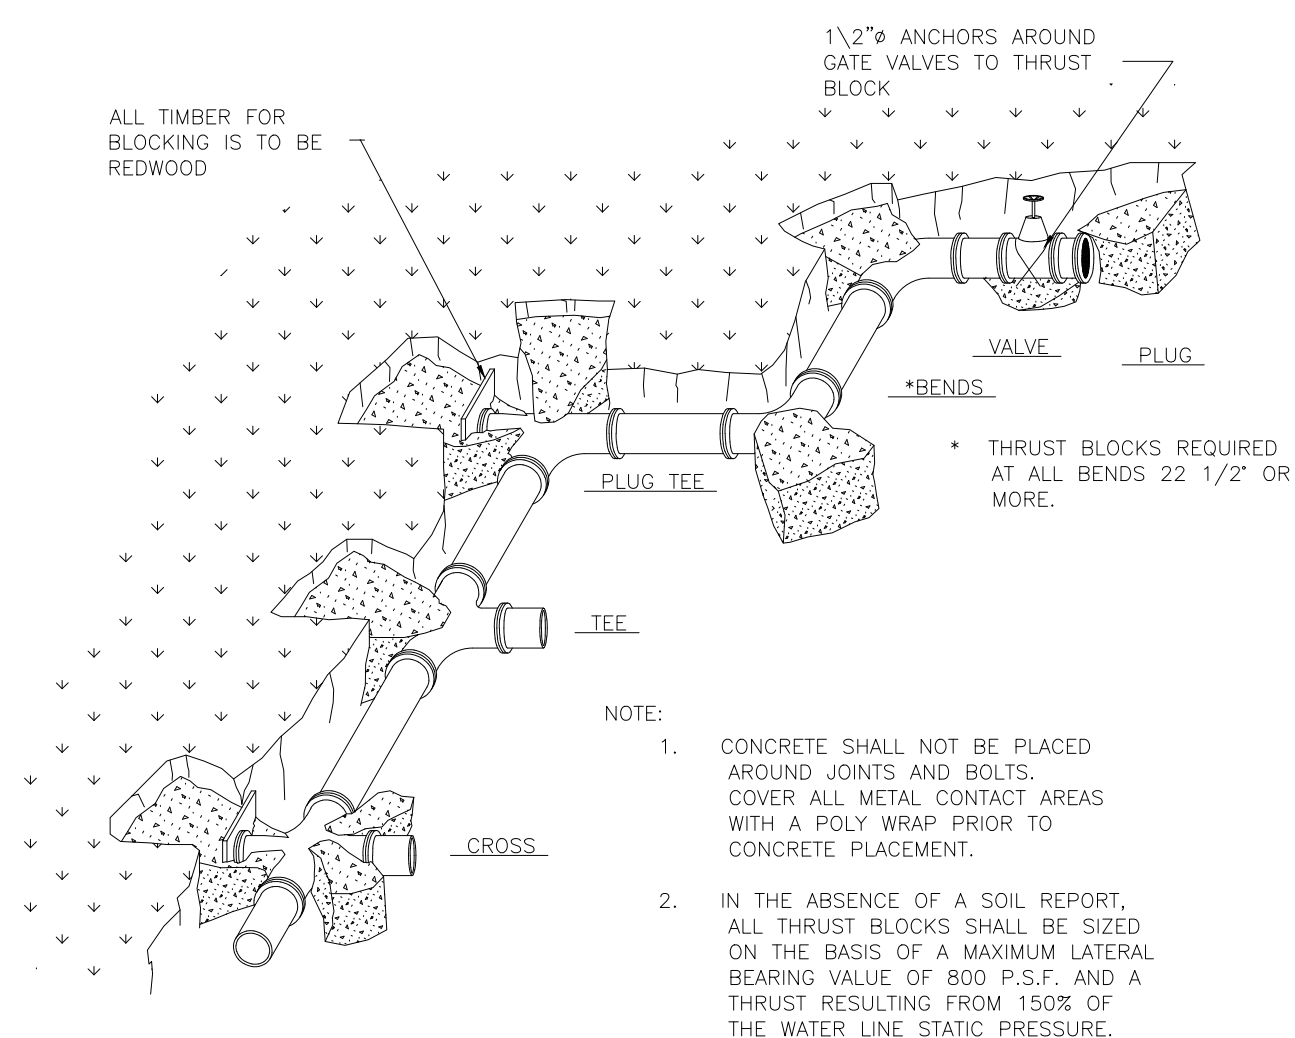 1\2"ø ANCHORS AROUND
GATE VALVES TO THRUST
BLOCK
ALL TIMBER FOR
BLOCKING IS TO BE
REDWOOD
VALVE
PLUG
*BENDS
* THRUST BLOCKS REQUIRED
AT ALL BENDS 22 1/2° OR
MORE.
PLUG TEE
TEE
CROSS
NOTE:
1. CONCRETE SHALL NOT BE PLACED
AROUND JOINTS AND BOLTS.
COVER ALL METAL CONTACT AREAS
WITH A POLY WRAP PRIOR TO
CONCRETE PLACEMENT.
2. IN THE ABSENCE OF A SOIL REPORT,
ALL THRUST BLOCKS SHALL BE SIZED
ON THE BASIS OF A MAXIMUM LATERAL
BEARING VALUE OF 800 P.S.F. AND A
THRUST RESULTING FROM 150% OF
THE WATER LINE STATIC PRESSURE.